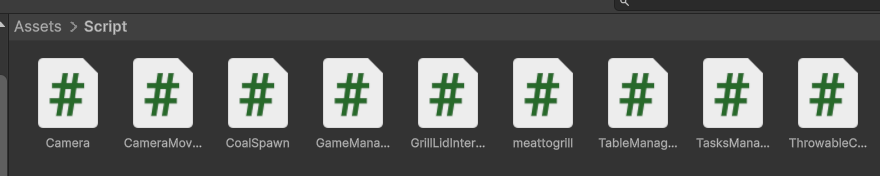 Assets > Script
# # # # # # # # #
Camera CameraMov... CoalSpawn GameMana... GrillLidInter... meattogrill TableManag... TasksMana... ThrowableC...